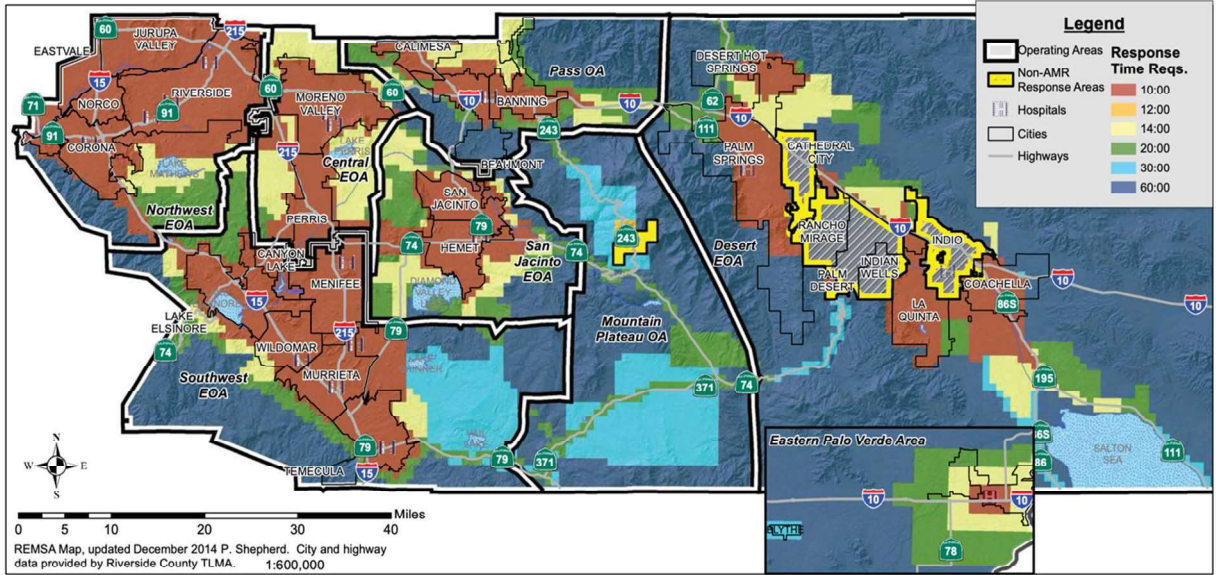 Legend
Operating Areas
Non-AMR
Response Areas
Hospitals
Cities
Highways
Response
Time Reqs.
10:00
12:00
14:00
20:00
30:00
60:00
60
JURUPA
VALLEY
215
EASTVALE
15
NORCO
RIVERSIDE
71
91
91
CORONA
LAKE
MATHEWS
Northwest
EOA
60
MORENO
VALLEY
60
LAKE
PERRIS
215
Central
EOA
PERRIS
CALIMESA
10
BANNING
Pass OA
10
243
BEAUMONT
SAN
JACINTO
79
HEMET
74
San
Jacinto
EOA
74
DIAMOND
VALLEY
CANYON
LAKE
MENIFEE
15
LAKE
ELSINORE
74
215
79
WILDOMAR
MURRIETA
Southwest
EOA
79
TEMECULA
15
79
371
243
Mountain
Plateau OA
371
74
Desert
EOA
DESERT HOT
SPRINGS
62
10
111
PALM
SPRINGS
CATHEDRAL
CITY
RANCHO
MIRAGE
10
INDIAN
WELLS
PALM
DESERT
INDIO
COACHELLA
LA
QUINTA
86S
10
10
195
86S
86
SALTON
SEA
111
Eastern Palo Verde Area
10
10
78
N
W
E
S
Miles
0 5 10 20 30 40
REMSA Map, updated December 2014 P. Shepherd. City and highway
data provided by Riverside County TLMA. 1:600,000